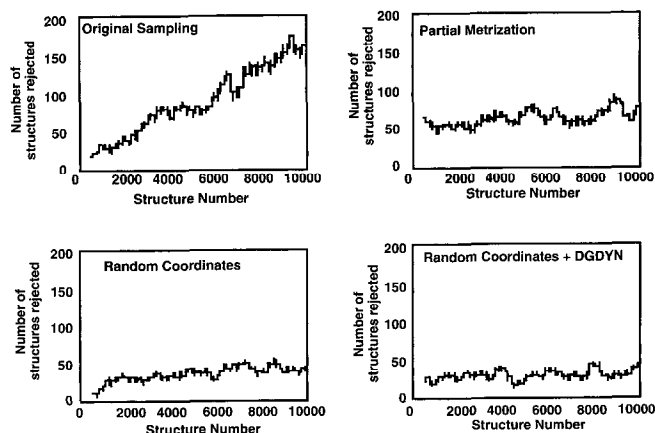 Original Sampling
Number of
structures rejected
200
150
100
50
0
0 2000 4000 6000 8000 10000
Structure Number
Partial Metrization
Number of
structures rejected
200
150
100
50
0
0 2000 4000 6000 8000 10000
Structure Number
Random Coordinates
Number of
structures rejected
200
150
100
50
0
0 2000 4000 6000 8000 10000
Structure Number
Random Coordinates + DGDYN
Number of
structures rejected
200
150
100
50
0
0 2000 4000 6000 8000 10000
Structure Number